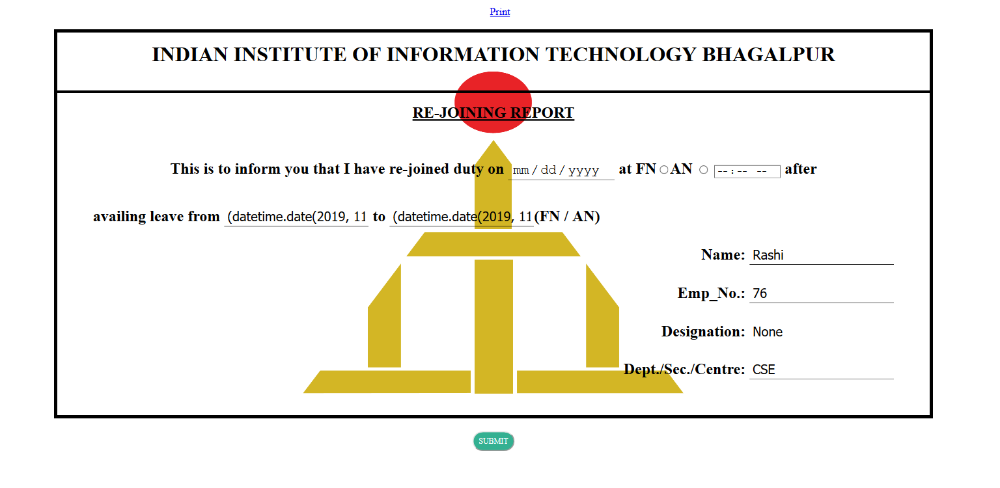 Print
INDIAN INSTITUTE OF INFORMATION TECHNOLOGY BHAGALPUR
RE-JOINING REPORT
This is to inform you that I have re-joined duty on mm/dd/yyyy at FN AN --:-- -- after
availing leave from (datetime.date(2019, 11 to (datetime.date(2019, 11(FN / AN)
Name: Rashi
Emp_No.: 76
Designation: None
Dept./Sec./Centre: CSE
SUBMIT